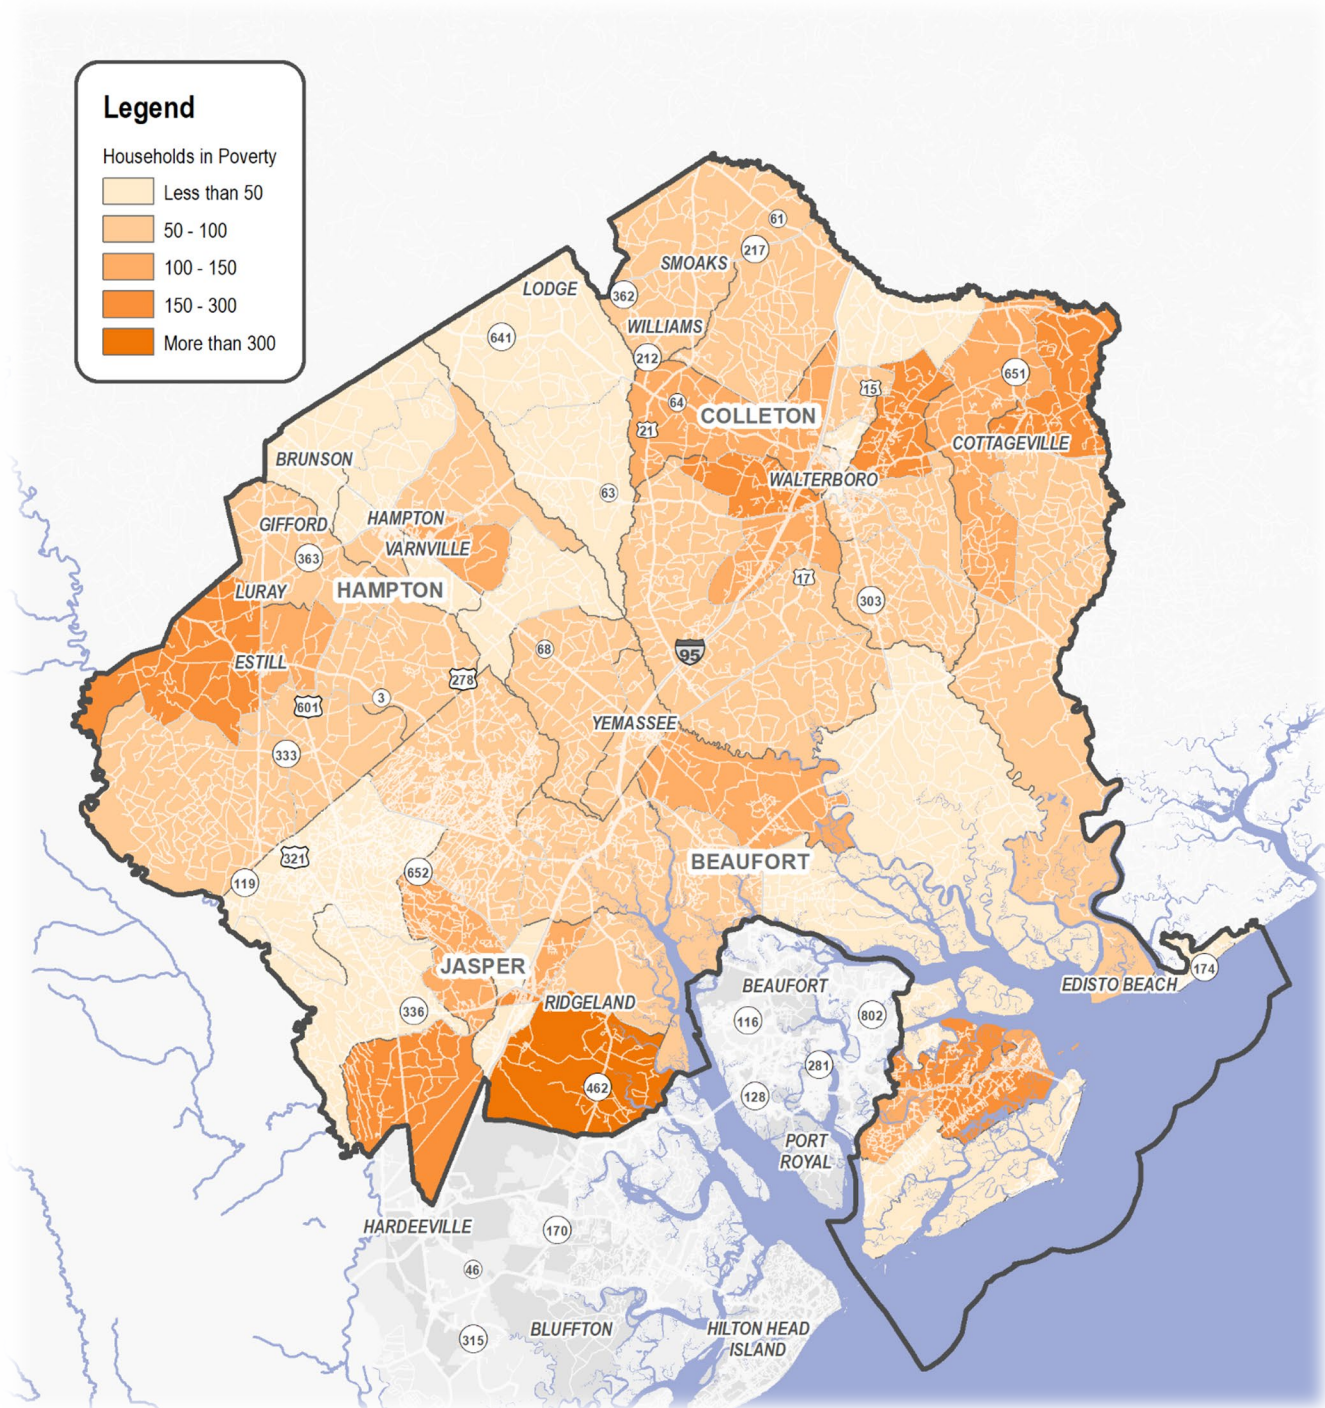 Legend
Households in Poverty
Less than 50
50 - 100
100 - 150
150 - 300
More than 300
61
217
SMOAKS
LODGE
362
WILLIAMS
641
212
651
15
64
COLLETON
21
COTTAGEVILLE
BRUNSON
WALTERBORO
63
HAMPTON
GIFFORD
VARNVILLE
363
17
LURAY
HAMPTON
303
68
95
ESTILL
278
3
601
YEMASSEE
333
321
BEAUFORT
652
119
JASPER
174
BEAUFORT
EDISTO BEACH
RIDGELAND
336
116
802
281
462
128
PORT
ROYAL
HARDEEVILLE
170
46
BLUFFTON
HILTON HEAD
ISLAND
315